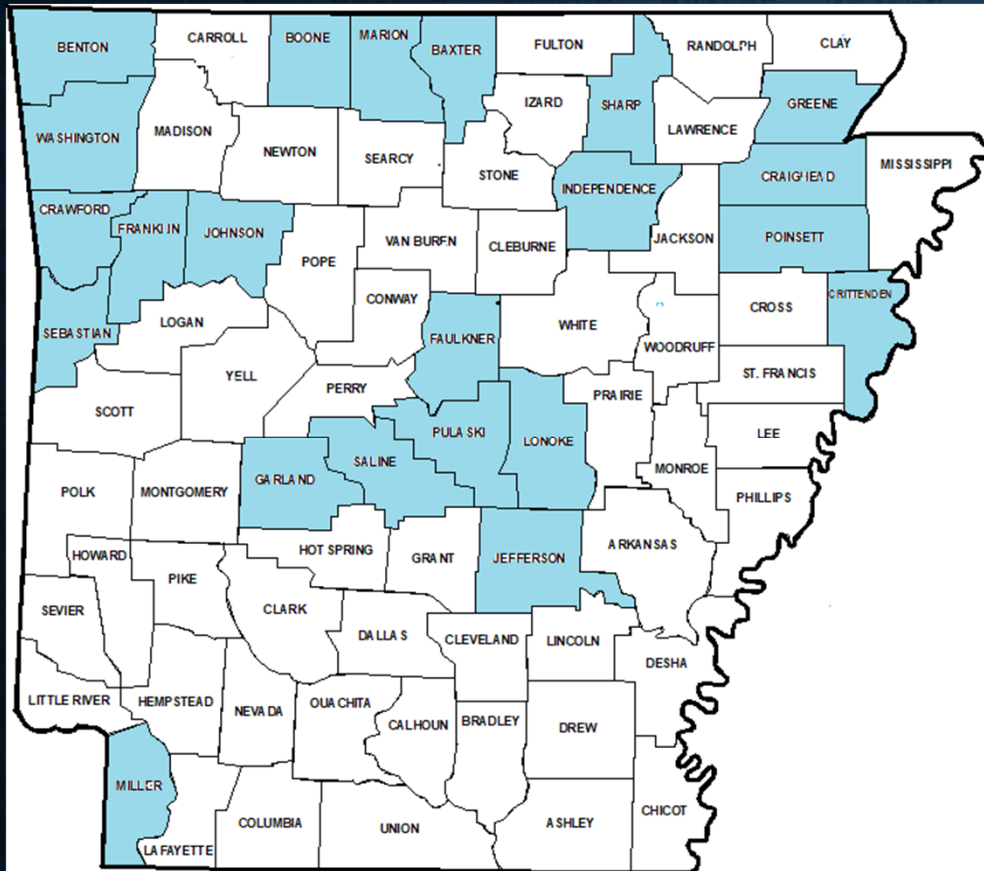 BENTON
CARROLL
BOONE
MARION
BAXTER
FULTON
RANDOLPH
CLAY
IZARD
SHARP
GREENE
WASHINGTON
MADISON
NEWTON
SEARCY
STONE
LAWRENCE
MISSISSIPPI
CRAIGHEAD
INDEPENDENCE
CRAWFORD
FRANKLIN
JOHNSON
POPE
VAN BUREN
CLEBURNE
JACKSON
POINSETT
CONWAY
CRITTENDEN
LOGAN
SEBASTIAN
FAULKNER
WHITE
CROSS
WOODRUFF
YELL
PERRY
PRAIRIE
ST. FRANCIS
SCOTT
PULASKI
LONOKE
LEE
SALINE
GARLAND
MONROE
POLK
MONTGOMERY
PHILLIPS
HOT SPRING
GRANT
JEFFERSON
ARKANSAS
HOWARD
PIKE
SEVIER
CLARK
DALLAS
CLEVELAND
LINCOLN
DESHA
LITTLE RIVER
HEMPSTEAD
NEVADA
OUACHITA
CALHOUN
BRADLEY
DREW
MILLER
LAFAYETTE
COLUMBIA
UNION
ASHLEY
CHICOT